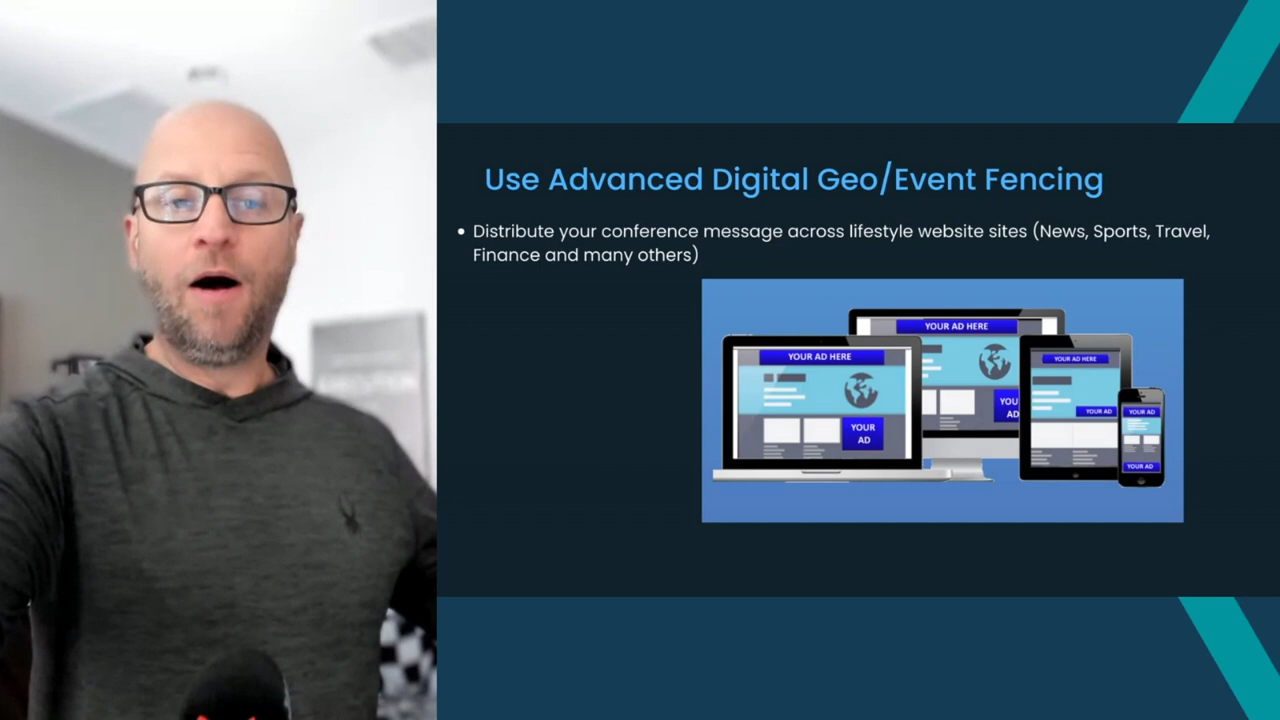 Use Advanced Digital Geo/Event Fencing
Distribute your conference message across lifestyle website sites (News, Sports, Travel,
Finance and many others)
YOUR AD HERE
YOUR
AD
YOUR AD HERE
YOU
AD
YOUR AD HERE
YOUR AD
YOUR AD
YOUR AD